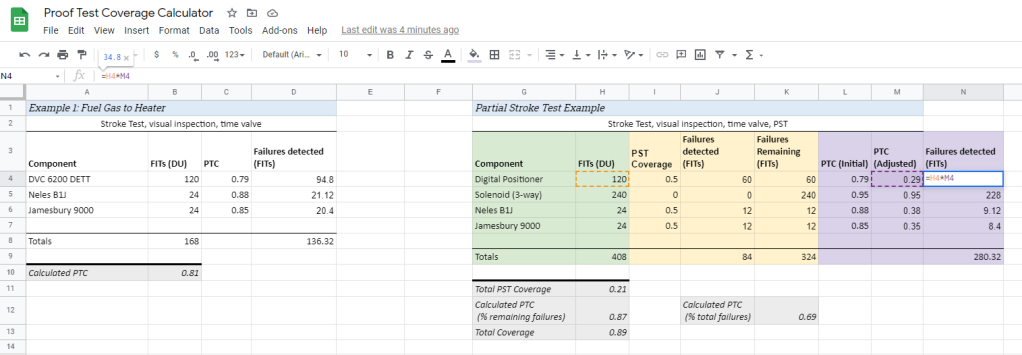 Proof Test Coverage Calculator
File Edit View Insert Format Data Tools Add-ons Help Last edit was 4 minutes ago
34.8 × $ % .0 .00 123 Default (Ari... 10 B I S A
N4 fx =H4*M4
A B C D E F G H I J K L M N
1 Example 1: Fuel Gas to Heater Partial Stroke Test Example
2 Stroke Test, visual inspection, time valve Stroke Test, visual inspection, time valve, PST
3 Component FITs (DU) PTC Failures detected (FITs) Component FITs (DU) PST Coverage Failures detected (FITs) Failures Remaining (FITs) PTC (Initial) PTC (Adjusted) Failures detected (FITs)
4 DVC 6200 DETT 120 0.79 94.8 Digital Positioner 120 0.5 60 60 0.79 0.29 =H4*M4
5 Neles B1J 24 0.88 21.12 Solenoid (3-way) 240 0 0 240 0.95 0.95 228
6 Jamesbury 9000 24 0.85 20.4 Neles B1J 24 0.5 12 12 0.88 0.38 9.12
7 Jamesbury 9000 24 0.5 12 12 0.85 0.35 8.4
8 Totals 168 136.32
9 Totals 408 84 324 280.32
10 Calculated PTC 0.81
11 Total PST Coverage 0.21
12 Calculated PTC (% remaining failures) 0.87 Calculated PTC (% total failures) 0.69
13 Total Coverage 0.89
14